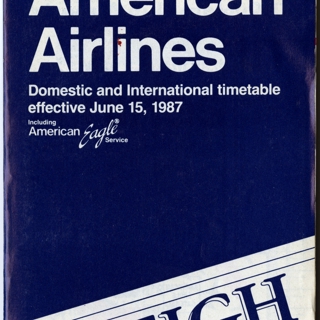 American
Airlines
Domestic and International timetable
effective June 15, 1987
Including
American Eagle®
Service